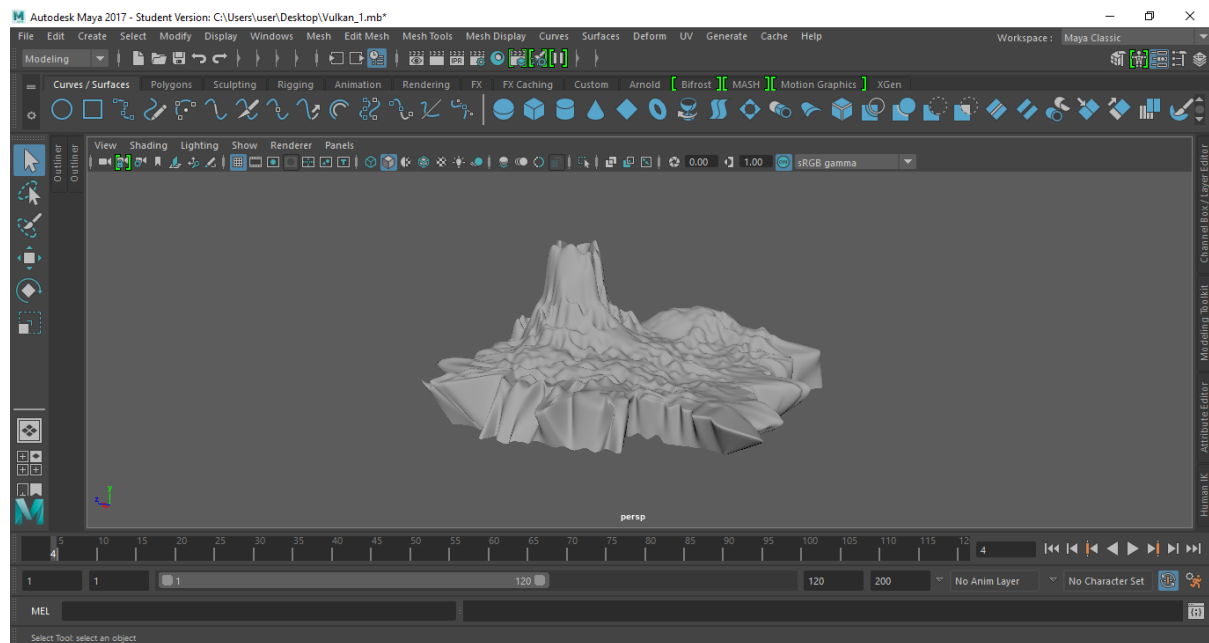 Autodesk Maya 2017 - Student Version: C:\Users\user\Desktop\Vulkan_1.mb*
File Edit Create Select Modify Display Windows Mesh Edit Mesh Mesh Tools Mesh Display Curves Surfaces Deform UV Generate Cache Help Workspace : Maya Classic
Modeling IPR
Curves / Surfaces Polygons Sculpting Rigging Animation Rendering FX FX Caching Custom Arnold Bifrost MASH Motion Graphics XGen
View Shading Lighting Show Renderer Panels
0.00 1.00 ON sRGB gamma
Outliner
Outliner
Channel Box / Layer Editor
Modeling Toolkit
Attribute Editor
Human IK
y
z
persp
5 10 15 20 25 30 35 40 45 50 55 60 65 70 75 80 85 90 95 100 105 110 115 12
4 4
1 1 1 120 120 200 No Anim Layer No Character Set
MEL
Select Tool: select an object